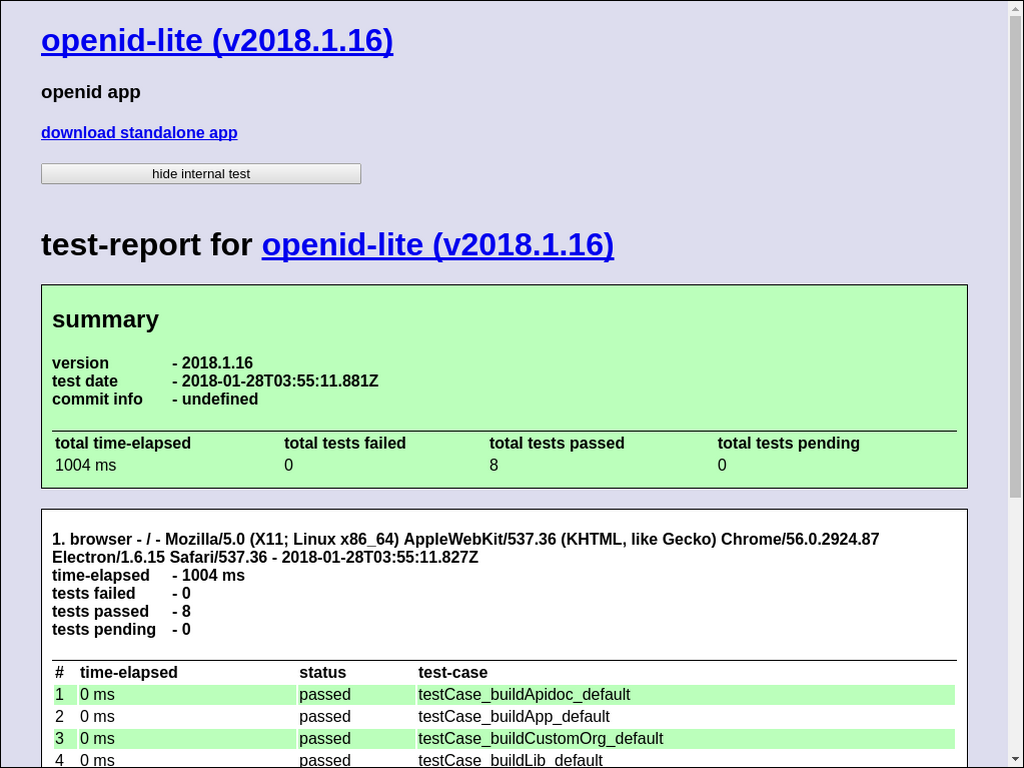 openid-lite (v2018.1.16)
openid app
download standalone app
hide internal test
test-report for openid-lite (v2018.1.16)
summary
version - 2018.1.16
test date - 2018-01-28T03:55:11.881Z
commit info - undefined
total time-elapsed total tests failed total tests passed total tests pending
1004 ms 0 8 0
1. browser - / - Mozilla/5.0 (X11; Linux x86_64) AppleWebKit/537.36 (KHTML, like Gecko) Chrome/56.0.2924.87
Electron/1.6.15 Safari/537.36 - 2018-01-28T03:55:11.827Z
time-elapsed - 1004 ms
tests failed - 0
tests passed - 8
tests pending - 0
# time-elapsed status test-case
1 0 ms passed testCase_buildApidoc_default
2 0 ms passed testCase_buildApp_default
3 0 ms passed testCase_buildCustomOrg_default
4 0 ms passed testCase_buildLib_default